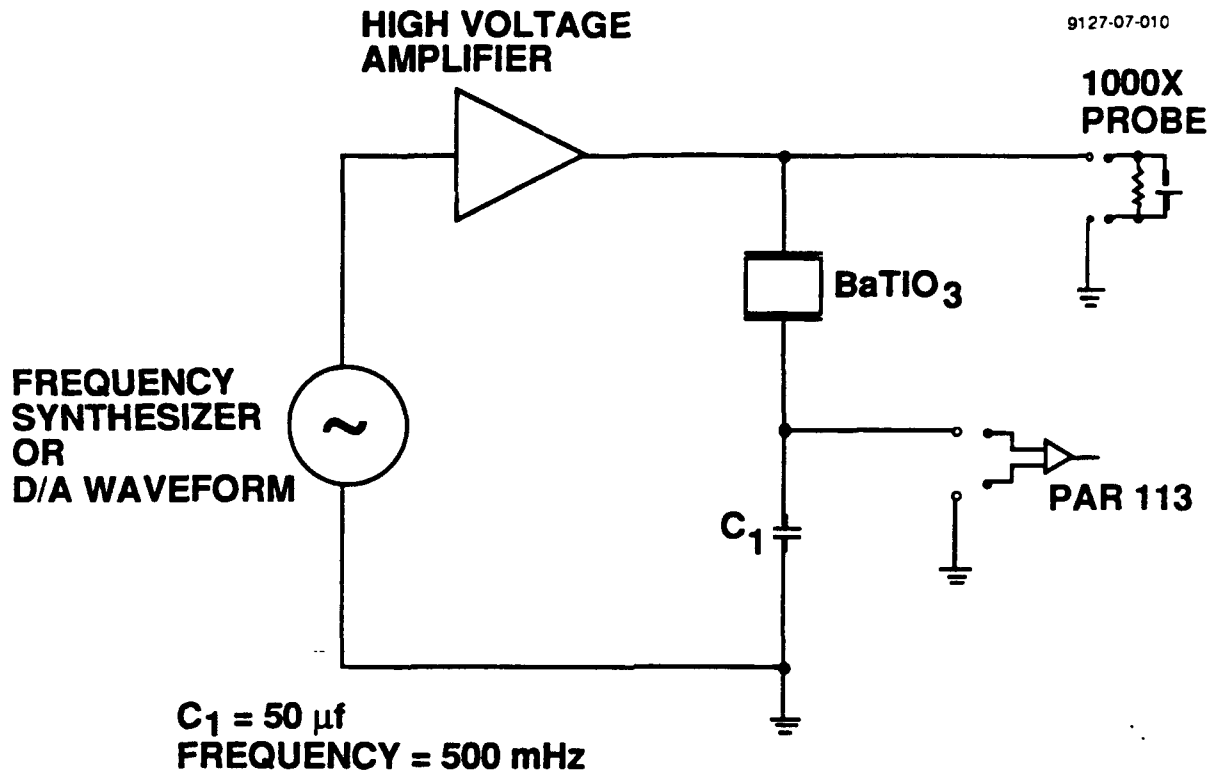 HIGH VOLTAGE
AMPLIFIER
9127-07-010
1000X
PROBE
BaTIO3
FREQUENCY
SYNTHESIZER
OR
D/A WAVEFORM
~
PAR 113
C1
C1 = 50 µf
FREQUENCY = 500 mHz